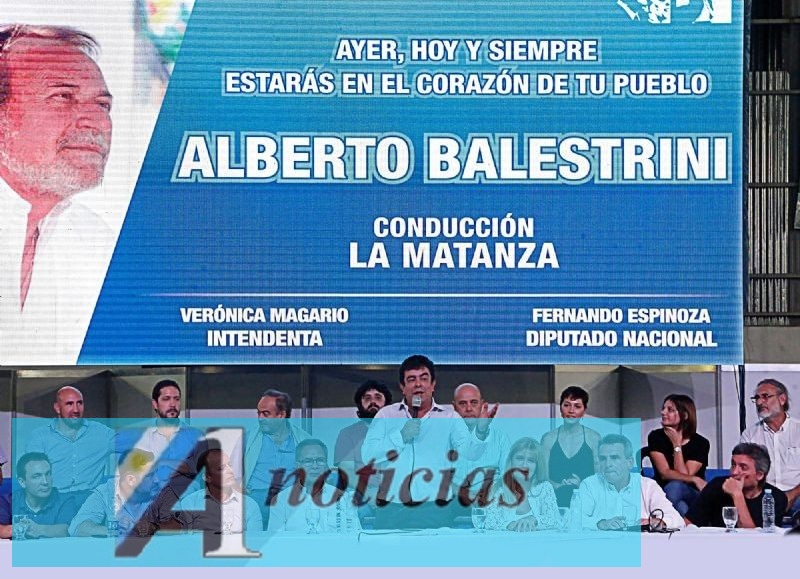 AYER, HOY Y SIEMPRE
ESTARÁS EN EL CORAZÓN DE TU PUEBLO
ALBERTO BALESTRINI
CONDUCCIÓN
LA MATANZA
VERÓNICA MAGARIO
INTENDENTA
FERNANDO ESPINOZA
DIPUTADO NACIONAL
A1 noticias